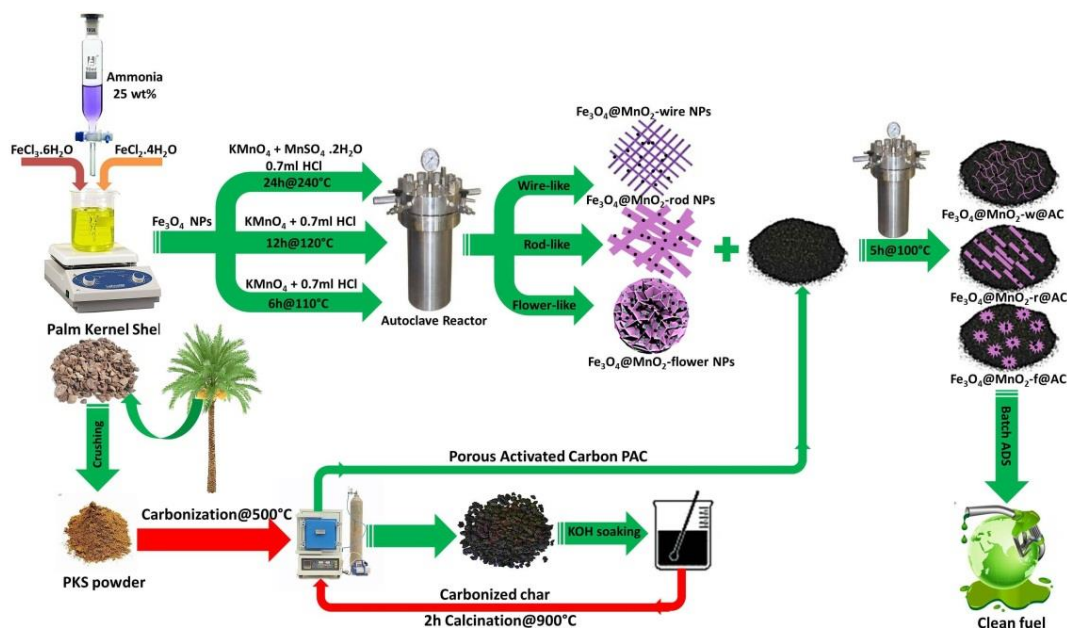 Ammonia
25 wt%
FeCl₃.6H₂O
FeCl₂.4H₂O
Fe₃O₄ NPs
KMnO₄ + MnSO₄ .2H₂O
0.7ml HCl
24h@240°C
KMnO₄ + 0.7ml HCl
12h@120°C
KMnO₄ + 0.7ml HCl
6h@110°C
Autoclave Reactor
Wire-like
Rod-like
Flower-like
Fe₃O₄@MnO₂-wire NPs
Fe₃O₄@MnO₂-rod NPs
Fe₃O₄@MnO₂-flower NPs
5h@100°C
Fe₃O₄@MnO₂-w@AC
Fe₃O₄@MnO₂-r@AC
Fe₃O₄@MnO₂-f@AC
Batch ADS
Clean fuel
Palm Kernel Shel
Crushing
PKS powder
Carbonization@500°C
Porous Activated Carbon PAC
KOH soaking
Carbonized char
2h Calcination@900°C